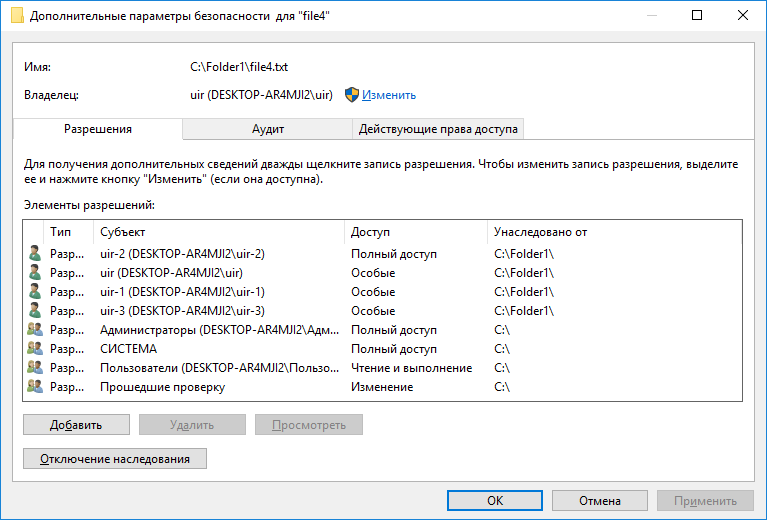 Дополнительные параметры безопасности для "file4"
Имя: C:\Folder1\file4.txt
Владелец: uir (DESKTOP-AR4MJI2\uir) Изменить
Разрешения Аудит Действующие права доступа
Для получения дополнительных сведений дважды щелкните запись разрешения. Чтобы изменить запись разрешения, выделите
ее и нажмите кнопку "Изменить" (если она доступна).
Элементы разрешений:
Тип Субъект Доступ Унаследовано от
Разр... uir-2 (DESKTOP-AR4MJI2\uir-2) Полный доступ C:\Folder1\
Разр... uir (DESKTOP-AR4MJI2\uir) Особые C:\Folder1\
Разр... uir-1 (DESKTOP-AR4MJI2\uir-1) Особые C:\Folder1\
Разр... uir-3 (DESKTOP-AR4MJI2\uir-3) Особые C:\Folder1\
Разр... Администраторы (DESKTOP-AR4MJI2\Адм... Полный доступ C:\
Разр... СИСТЕМА Полный доступ C:\
Разр... Пользователи (DESKTOP-AR4MJI2\Пользо... Чтение и выполнение C:\
Разр... Прошедшие проверку Изменение C:\
Добавить Удалить Просмотреть
Отключение наследования
ОК Отмена Применить